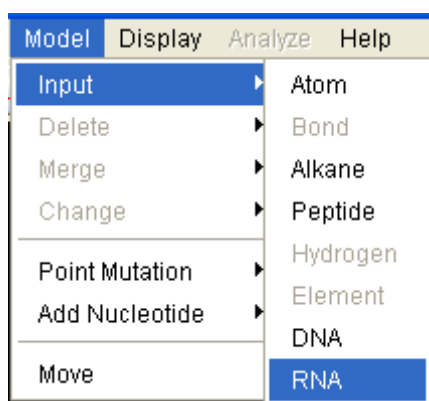 Model Display Analyze Help
Input
Delete
Merge
Change
Point Mutation
Add Nucleotide
Move
Atom
Bond
Alkane
Peptide
Hydrogen
Element
DNA
RNA